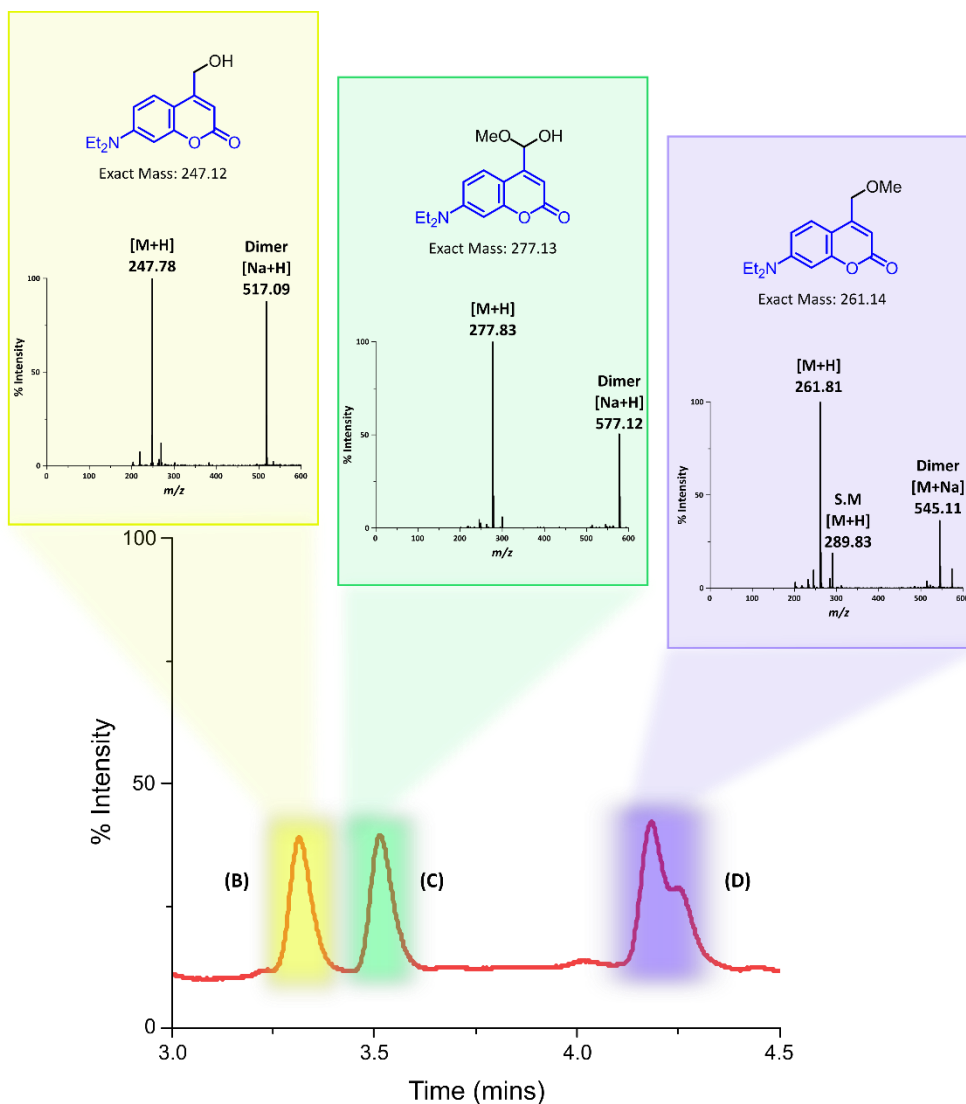 OH
Et2N
O
O
Exact Mass: 247.12
[M+H]
247.78
Dimer
[Na+H]
517.09
100
50
0
% Intensity
0 100 200 300 400 500 600
m/z
MeO
OH
Et2N
O
O
Exact Mass: 277.13
[M+H]
277.83
Dimer
[Na+H]
577.12
100
50
0
% Intensity
0 100 200 300 400 500 600
m/z
OMe
Et2N
O
O
Exact Mass: 261.14
[M+H]
261.81
S.M
[M+H]
289.83
Dimer
[M+Na]
545.11
100
50
0
% Intensity
0 100 200 300 400 500 600
m/z
100
50
0
% Intensity
(B)
(C)
(D)
3.0 3.5 4.0 4.5
Time (mins)